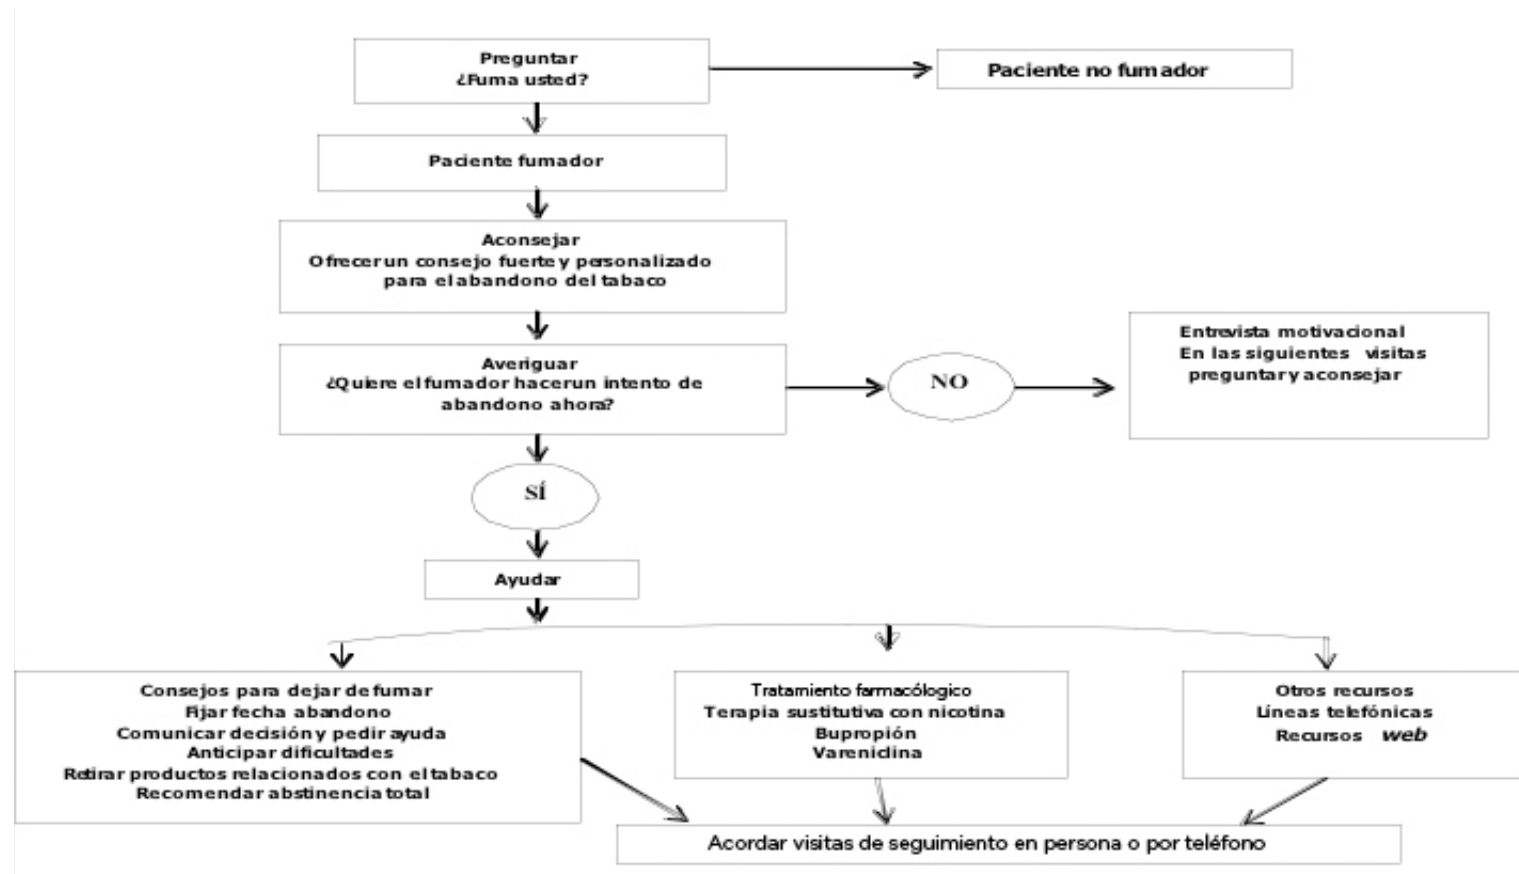 Preguntar
¿Fuma usted?
Paciente no fumador
Paciente fumador
Aconsejar
Ofrecer un consejo fuerte y personalizado
para el abandono del tabaco
Averiguar
¿Quiere el fumador hacer un intento de
abandono ahora?
NO
Entrevista motivacional
En las siguientes visitas
preguntar y aconsejar
SÍ
Ayudar
Consejos para dejar de fumar
Fijar fecha abandono
Comunicar decisión y pedir ayuda
Anticipar dificultades
Retirar productos relacionados con el tabaco
Recomendar abstinencia total
Tratamiento farmacólogico
Terapia sustitutiva con nicotina
Bupropión
Vareniclina
Otros recursos
Líneas telefónicas
Recursos web
Acordar visitas de seguimiento en persona o por teléfono